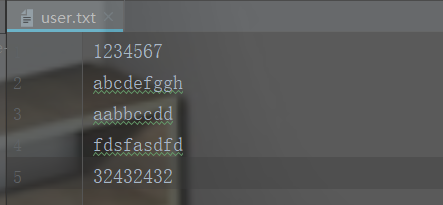 user.txt
1234567
2 abcdefggh
3 aabbccdd
4 fdsfasdfd
5 32432432